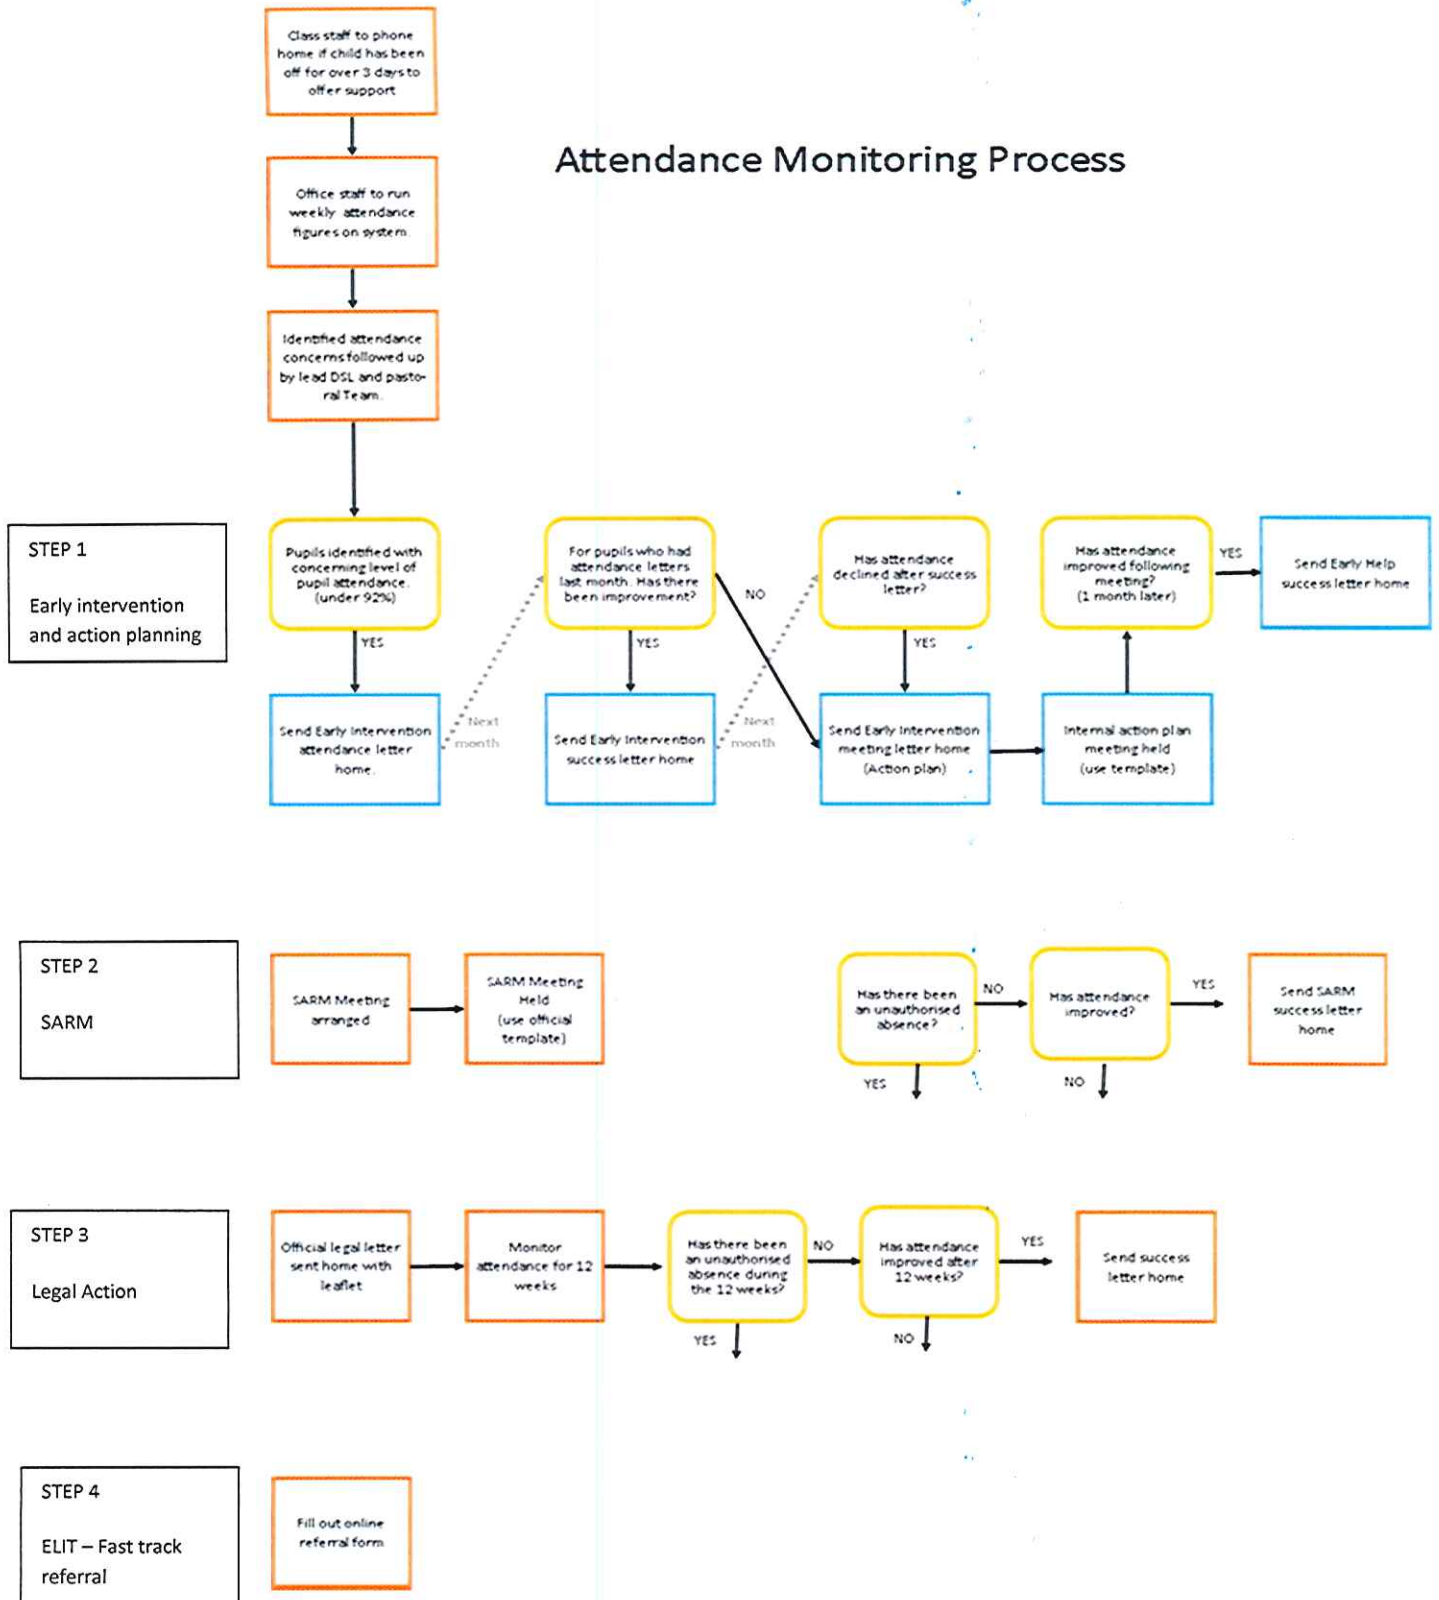 Class staff to phone
home if child has been
off for over 3 days to
offer support
Attendance Monitoring Process
Office staff to run
weekly attendance
figures on system.
Identified attendance
concerns followed up
by lead DSL and pasto-
ral Team.
STEP 1
Early intervention
and action planning
Pupils identified with
concerning level of
pupil attendance.
(under 92%)
YES
Send Early Intervention
attendance letter
home.
Next
month
For pupils who had
attendance letters
last month. Has there
been improvement?
NO
YES
Send Early Intervention
success letter home
Next
month
Has attendance
declined after success
letter?
YES
Send Early Intervention
meeting letter home
(Action plan)
Internal action plan
meeting held
(use template)
Has attendance
improved following
meeting?
(1 month later)
YES
Send Early Help
success letter home
STEP 2
SARM
SARM Meeting
arranged
SARM Meeting
Held
(use official
template)
Has there been
an unauthorised
absence?
NO
YES
Has attendance
improved?
YES
NO
Send SARM
success letter
home
STEP 3
Legal Action
Official legal letter
sent home with
leaflet
Monitor
attendance for 12
weeks
Has there been
an unauthorised
absence during
the 12 weeks?
NO
YES
Has attendance
improved after
12 weeks?
YES
NO
Send success
letter home
STEP 4
ELIT – Fast track
referral
Fill out online
referral form